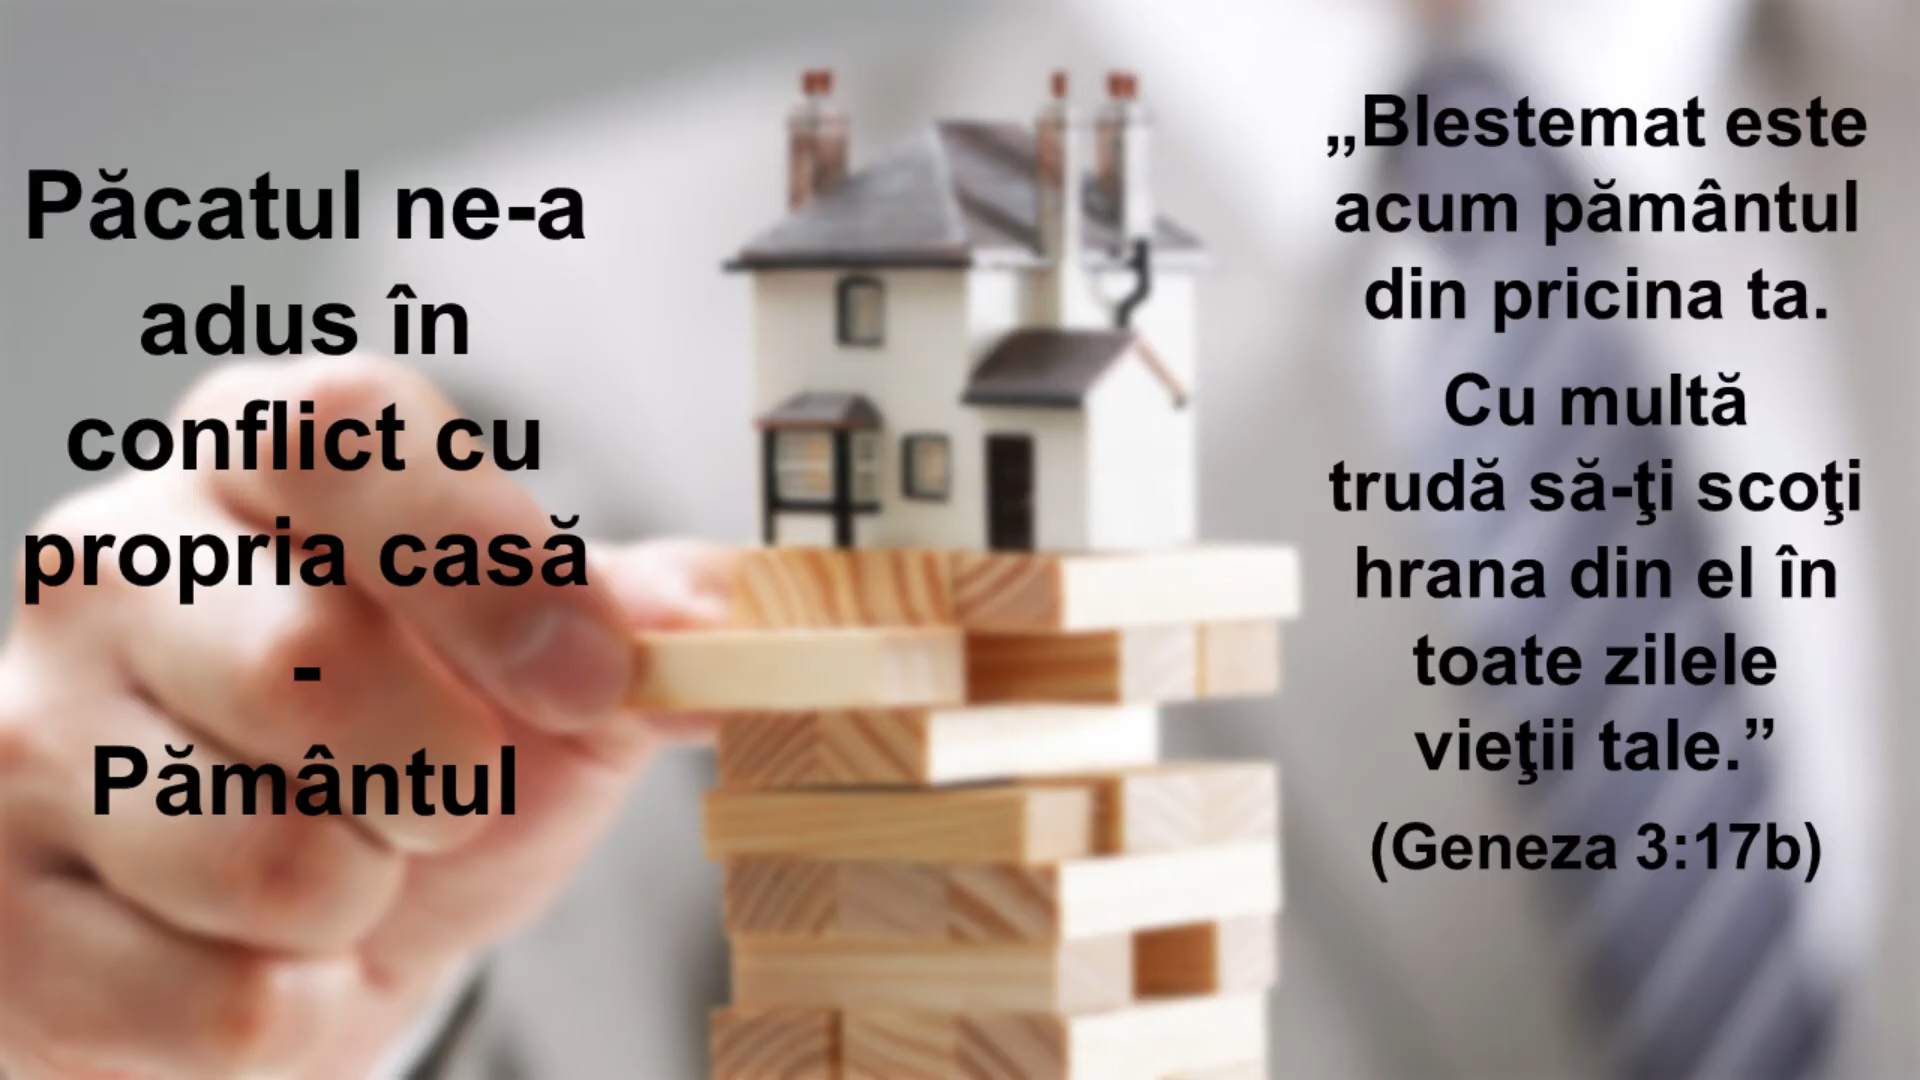 Păcatul ne-a
adus în
conflict cu
propria casă
-
Pământul
„Blestemat este
acum pământul
din pricina ta.
Cu multă
trudă să-ţi scoţi
hrana din el în
toate zilele
vieţii tale.”
(Geneza 3:17b)